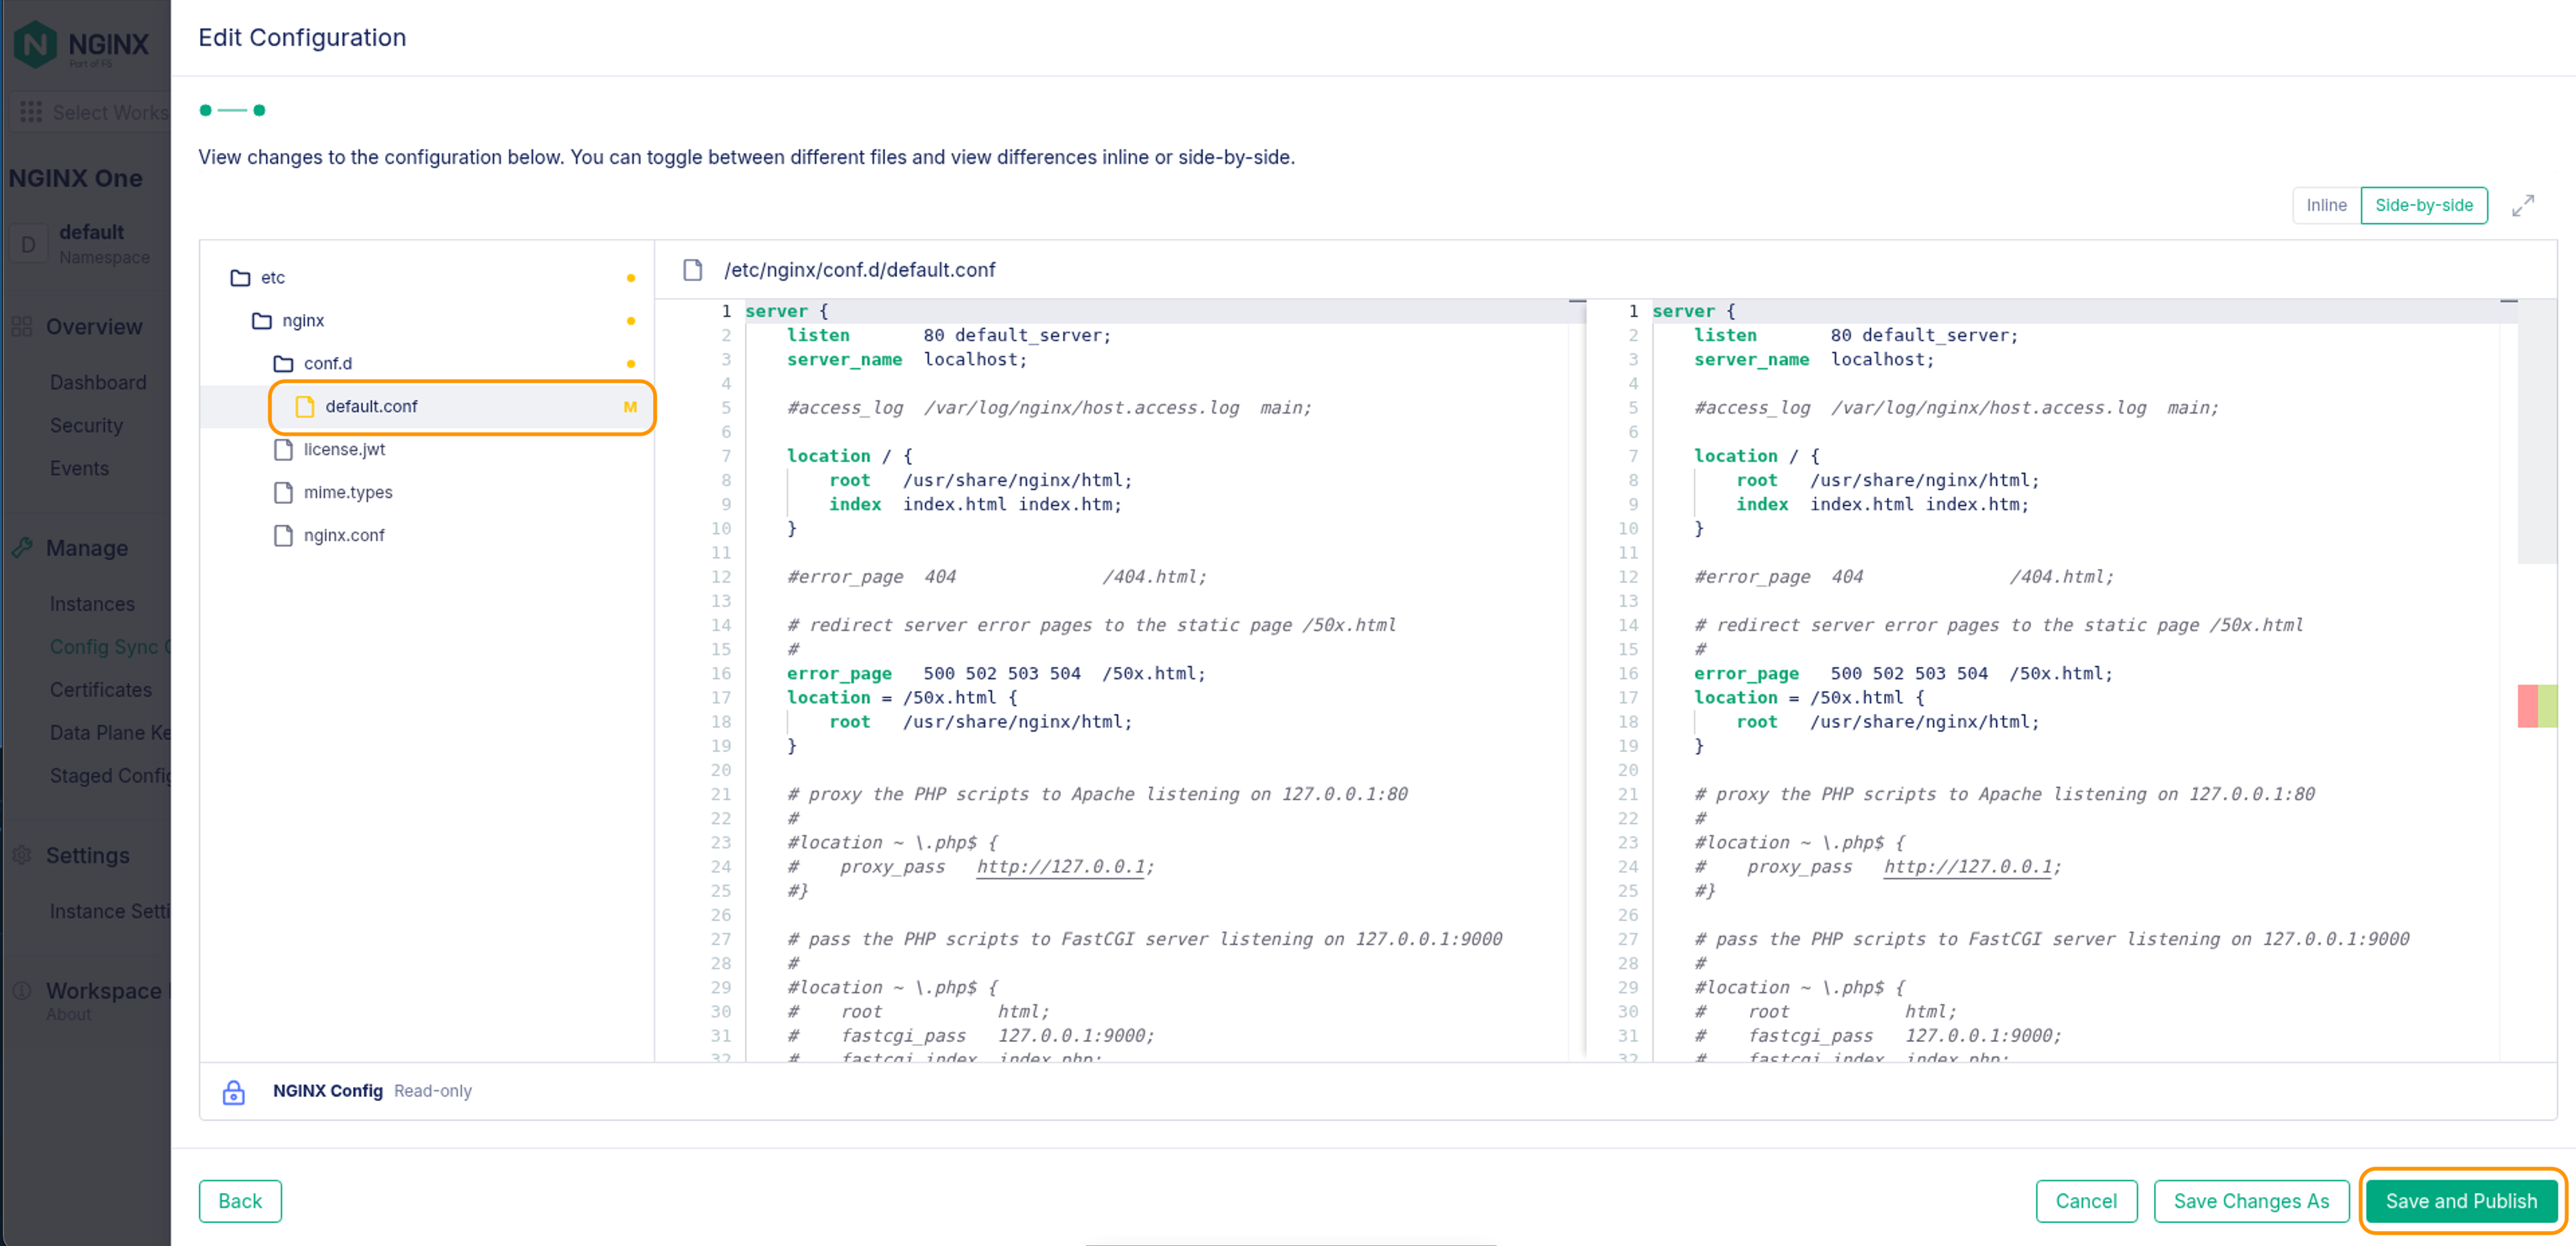 Edit Configuration
NGINX
Part of F5
Select Works
View changes to the configuration below. You can toggle between different files and view differences inline or side-by-side.
NGINX One
Inline
Side-by-side
D
default
Namespace
Overview
Dashboard
Security
Events
Manage
Instances
Config Sync
Certificates
Data Plane Ke
Staged Config
Settings
Instance Setti
Workspace
About
etc
nginx
conf.d
default.conf M
license.jwt
mime.types
nginx.conf
/etc/nginx/conf.d/default.conf
1 server {
2 listen 80 default_server;
3 server_name localhost;
4
5 #access_log /var/log/nginx/host.access.log main;
6
7 location / {
8 root /usr/share/nginx/html;
9 index index.html index.htm;
10 }
11
12 #error_page 404 /404.html;
13
14 # redirect server error pages to the static page /50x.html
15 #
16 error_page 500 502 503 504 /50x.html;
17 location = /50x.html {
18 root /usr/share/nginx/html;
19 }
20
21 # proxy the PHP scripts to Apache listening on 127.0.0.1:80
22 #
23 #location ~ \.php$ {
24 # proxy_pass http://127.0.0.1;
25 #}
26
27 # pass the PHP scripts to FastCGI server listening on 127.0.0.1:9000
28 #
29 #location ~ \.php$ {
30 # root html;
31 # fastcgi_pass 127.0.0.1:9000;
32 # fastcgi_index index.php;
1 server {
2 listen 80 default_server;
3 server_name localhost;
4
5 #access_log /var/log/nginx/host.access.log main;
6
7 location / {
8 root /usr/share/nginx/html;
9 index index.html index.htm;
10 }
11
12 #error_page 404 /404.html;
13
14 # redirect server error pages to the static page /50x.html
15 #
16 error_page 500 502 503 504 /50x.html;
17 location = /50x.html {
18 root /usr/share/nginx/html;
19 }
20
21 # proxy the PHP scripts to Apache listening on 127.0.0.1:80
22 #
23 #location ~ \.php$ {
24 # proxy_pass http://127.0.0.1;
25 #}
26
27 # pass the PHP scripts to FastCGI server listening on 127.0.0.1:9000
28 #
29 #location ~ \.php$ {
30 # root html;
31 # fastcgi_pass 127.0.0.1:9000;
32 # fastcgi_index index.php;
NGINX Config Read-only
Back
Cancel
Save Changes As
Save and Publish